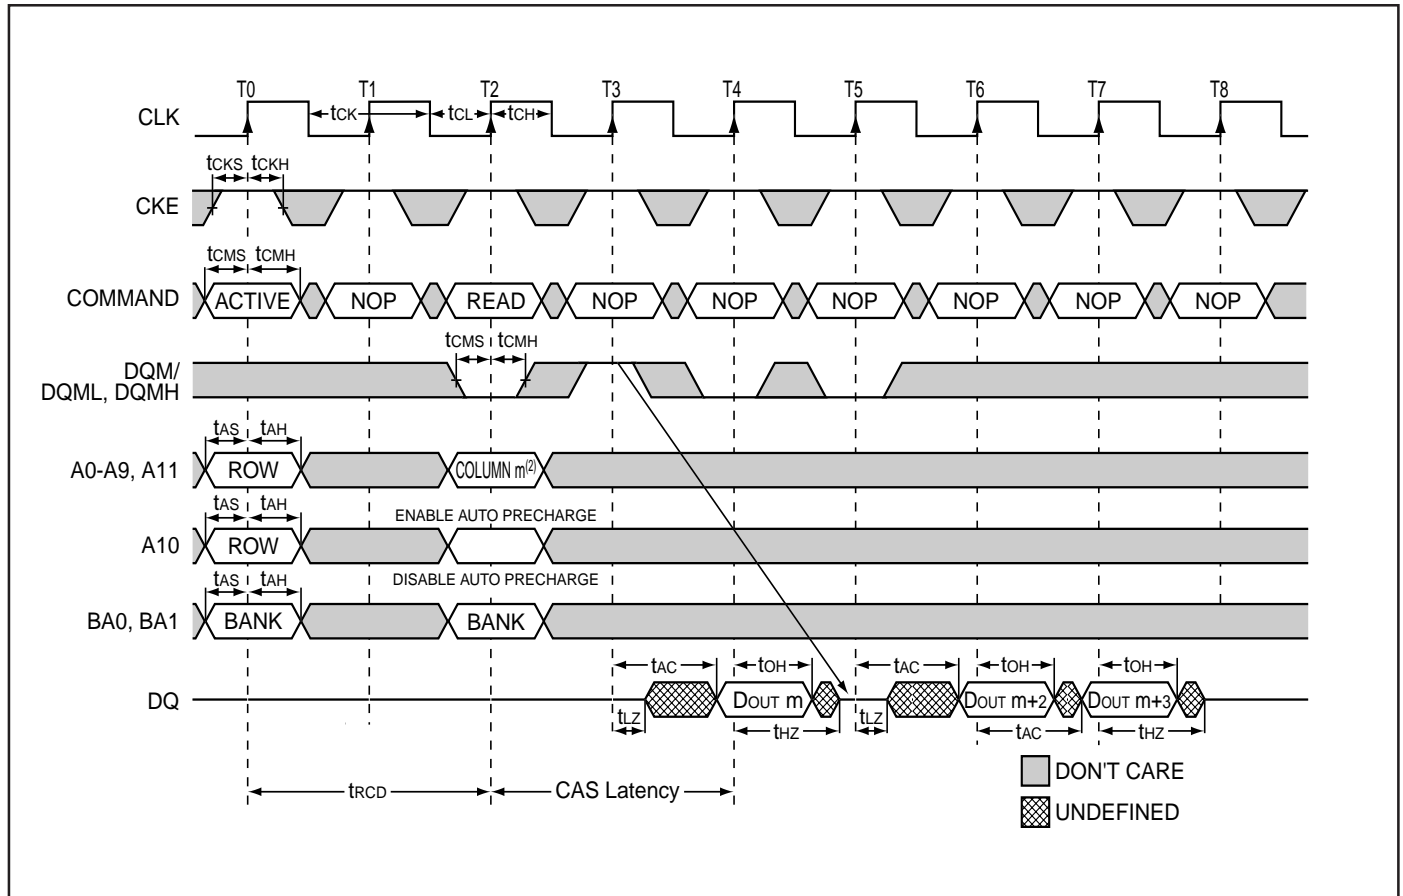 T0 T1 T2 T3 T4 T5 T6 T7 T8
CLK
tCK tCL tCH
tCKS tCKH
CKE
tCMS tCMH
COMMAND ACTIVE NOP READ NOP NOP NOP NOP NOP NOP
tCMS tCMH
DQM/
DQML, DQMH
tAS tAH
A0-A9, A11 ROW COLUMN m(2)
tAS tAH ENABLE AUTO PRECHARGE
A10 ROW
tAS tAH DISABLE AUTO PRECHARGE
BA0, BA1 BANK BANK
tAC tOH tAC tOH tOH
DQ DOUT m DOUT m+2 DOUT m+3
tLZ tHZ tLZ tAC tHZ
DON'T CARE
tRCD CAS Latency
UNDEFINED